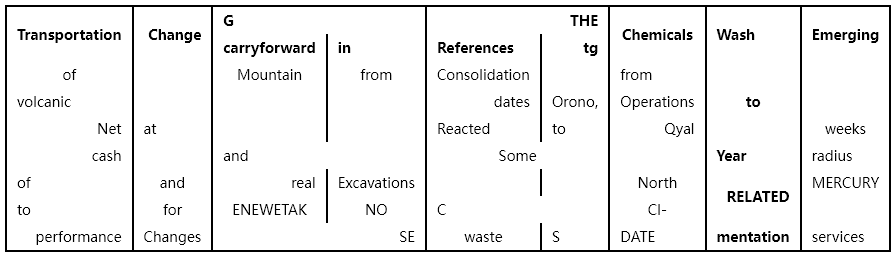 G THE
Transportation Change Chemicals Wash Emerging
carryforward in References tg
of Mountain from Consolidation from
volcanic dates Orono, Operations to
Net at Reacted to Qyal weeks
cash and Some Year radius
of and real Excavations North MERCURY
RELATED
to for ENEWETAK NO C CI-
performance Changes SE waste S DATE mentation services